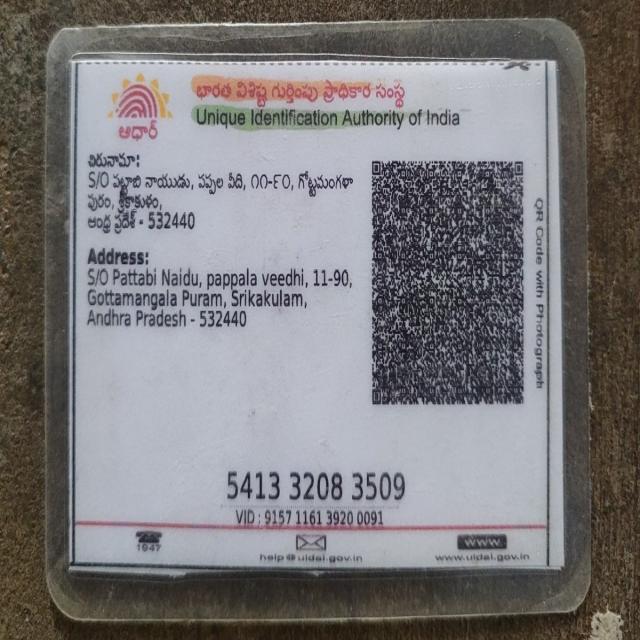 ఆధార్
భారత విశిష్ట గుర్తింపు ప్రాధికార సంస్థ
Unique Identification Authority of India
చిరునామా:
S/O పట్టాభి నాయుడు, పప్పల వీధి, ౧౧-౯౦, గొట్టమంగళా
పురం, శ్రీకాకుళం,
ఆంధ్ర ప్రదేశ్ - 532440
Address:
S/O Pattabi Naidu, pappala veedhi, 11-90,
Gottamangala Puram, Srikakulam,
Andhra Pradesh - 532440
QR Code with Photograph
5413 3208 3509
VID : 9157 1161 3920 0091
1947
help@uidai.gov.in
www
www.uidai.gov.in